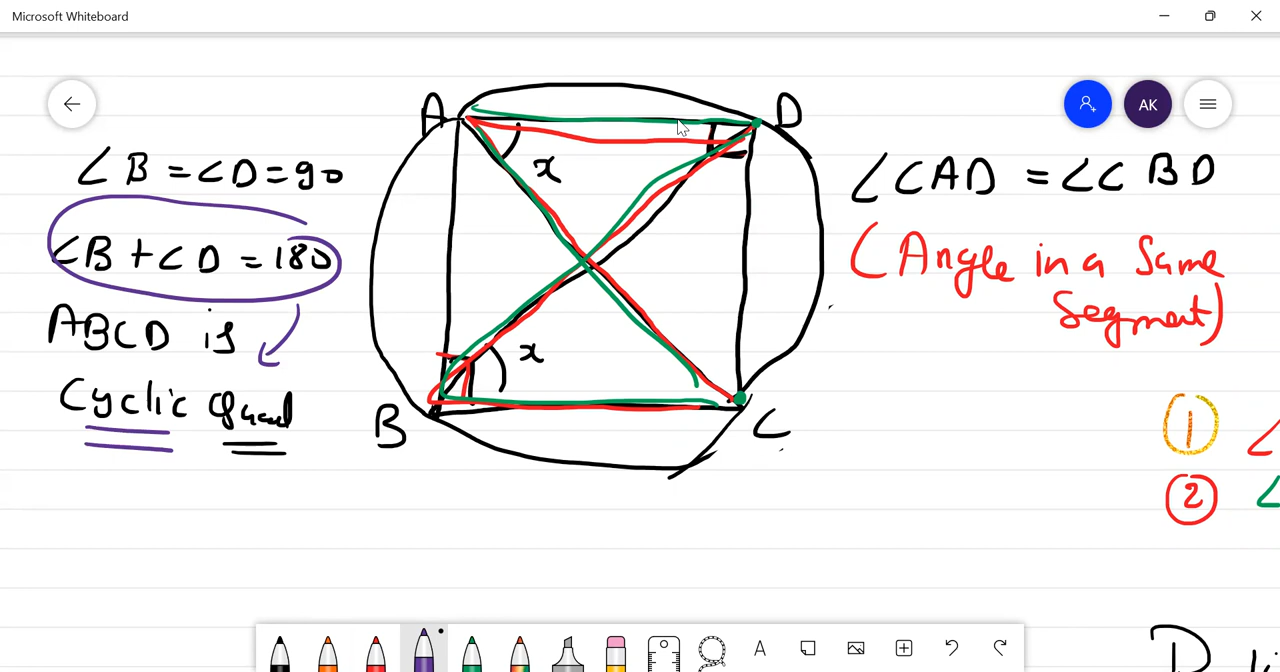 Microsoft Whiteboard
AK
∠B = ∠D = 90
∠B + ∠D = 180
ABCD is
Cyclic Quad
A
D
x
x
B
C
∠CAD = ∠CBD
(Angle in a Same
Segment)
1 ∠
2 ∠
A